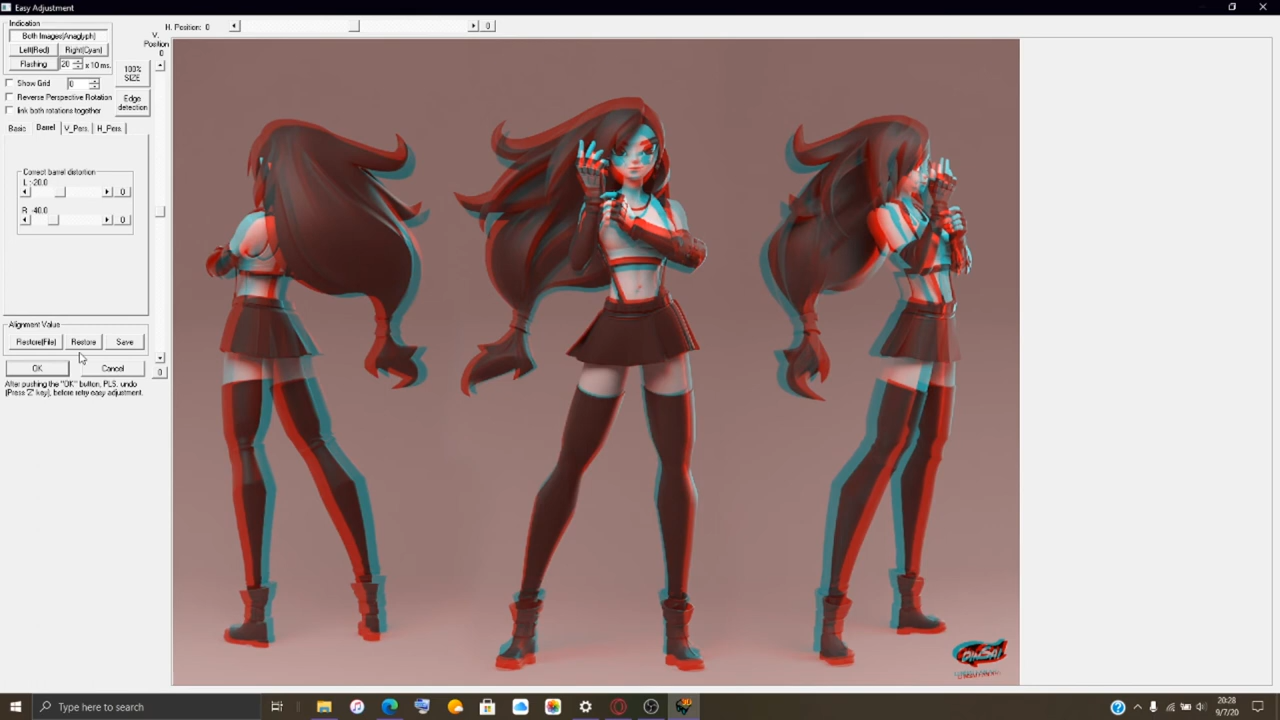 Easy Adjustment
Indication
Both Images(Anaglyph)
Left(Red) Right(Cyan)
Flashing 20 x 10 ms.
Show Grid 0
Reverse Perspective Rotation
link both rotations together
V. Position 0
100% SIZE
Edge detection
H. Position: 0
0
Basic Barrel V_Pers. H_Pers.
Correct barrel distortion
L :-20.0
0
R :-40.0
0
Alignment Value
Restore(File) Restore Save
OK Cancel
0
After pushing the "OK" button, PLS. undo
(Press 'Z' key), before retry easy adjustment.
DINSAI
Type here to search
20:28
9/7/20